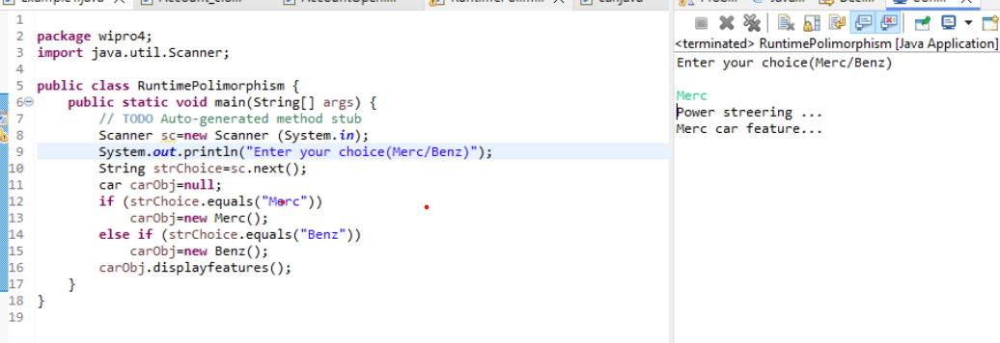 package wipro4;
import java.util.Scanner;
public class RuntimePolimorphism {
public static void main(String[] args) {
// TODO Auto-generated method stub
Scanner sc=new Scanner (System.in);
System.out.println("Enter your choice(Merc/Benz)");
String strChoice=sc.next();
car carObj=null;
if (strChoice.equals("Merc"))
carObj=new Merc();
else if (strChoice.equals("Benz"))
carObj=new Benz();
carObj.displayfeatures();
}
}
1
2
3
4
5
6
7
8
9
10
11
12
13
14
15
16
17
18
19
<terminated> RuntimePolimorphism [Java Application]
Enter your choice(Merc/Benz)
Merc
Power streering ...
Merc car feature...